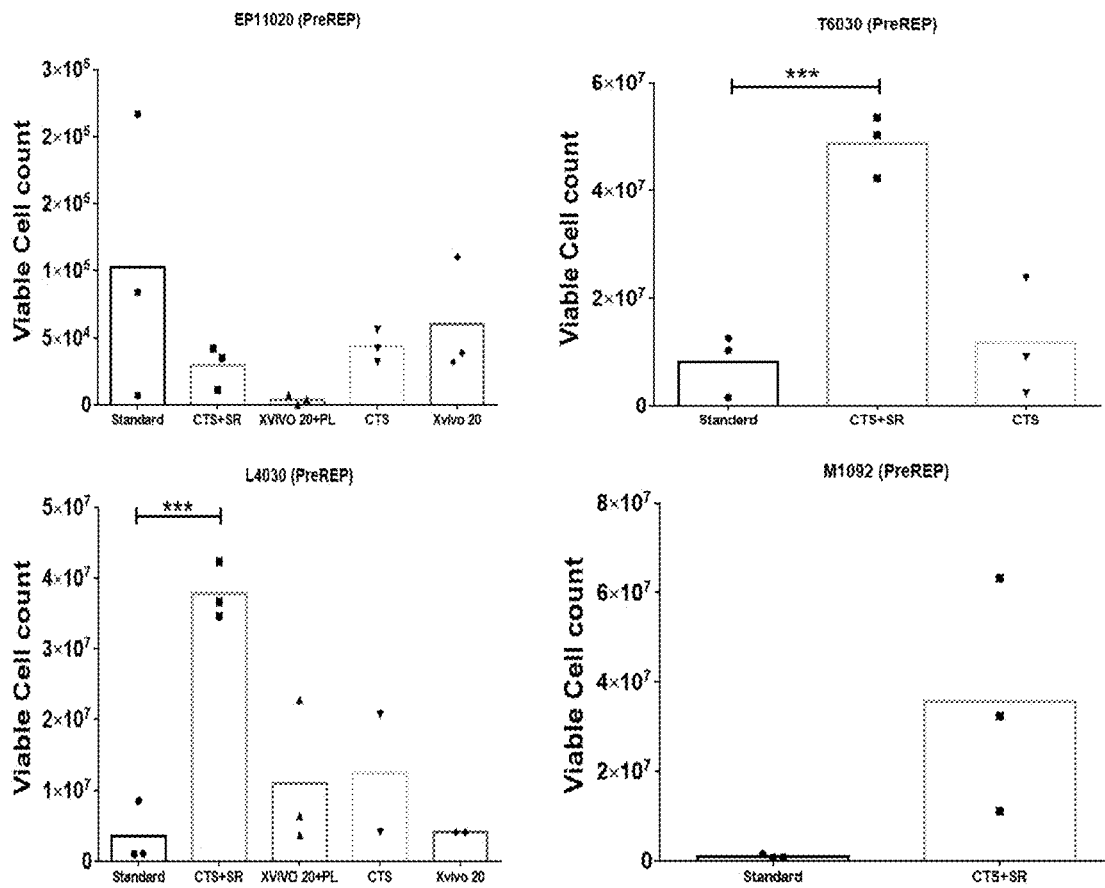 EP11020 (PreREP)
Viable Cell count
3×10⁵
2×10⁵
2×10⁵
1×10⁵
5×10⁴
0
Standard CTS+SR XVIVO 20+PL CTS Xvivo 20
T6030 (PreREP)
Viable Cell count
6×10⁷
4×10⁷
2×10⁷
0
***
Standerd CTS+SR CTS
L4030 (PreREP)
Viable Cell count
5×10⁷
4×10⁷
3×10⁷
2×10⁷
1×10⁷
0
***
Standard CTS+SR XVIVO 20+PL CTS Xvivo 20
M1092 (PreREP)
Viable Cell count
8×10⁷
6×10⁷
4×10⁷
2×10⁷
0
Standard CTS+SR